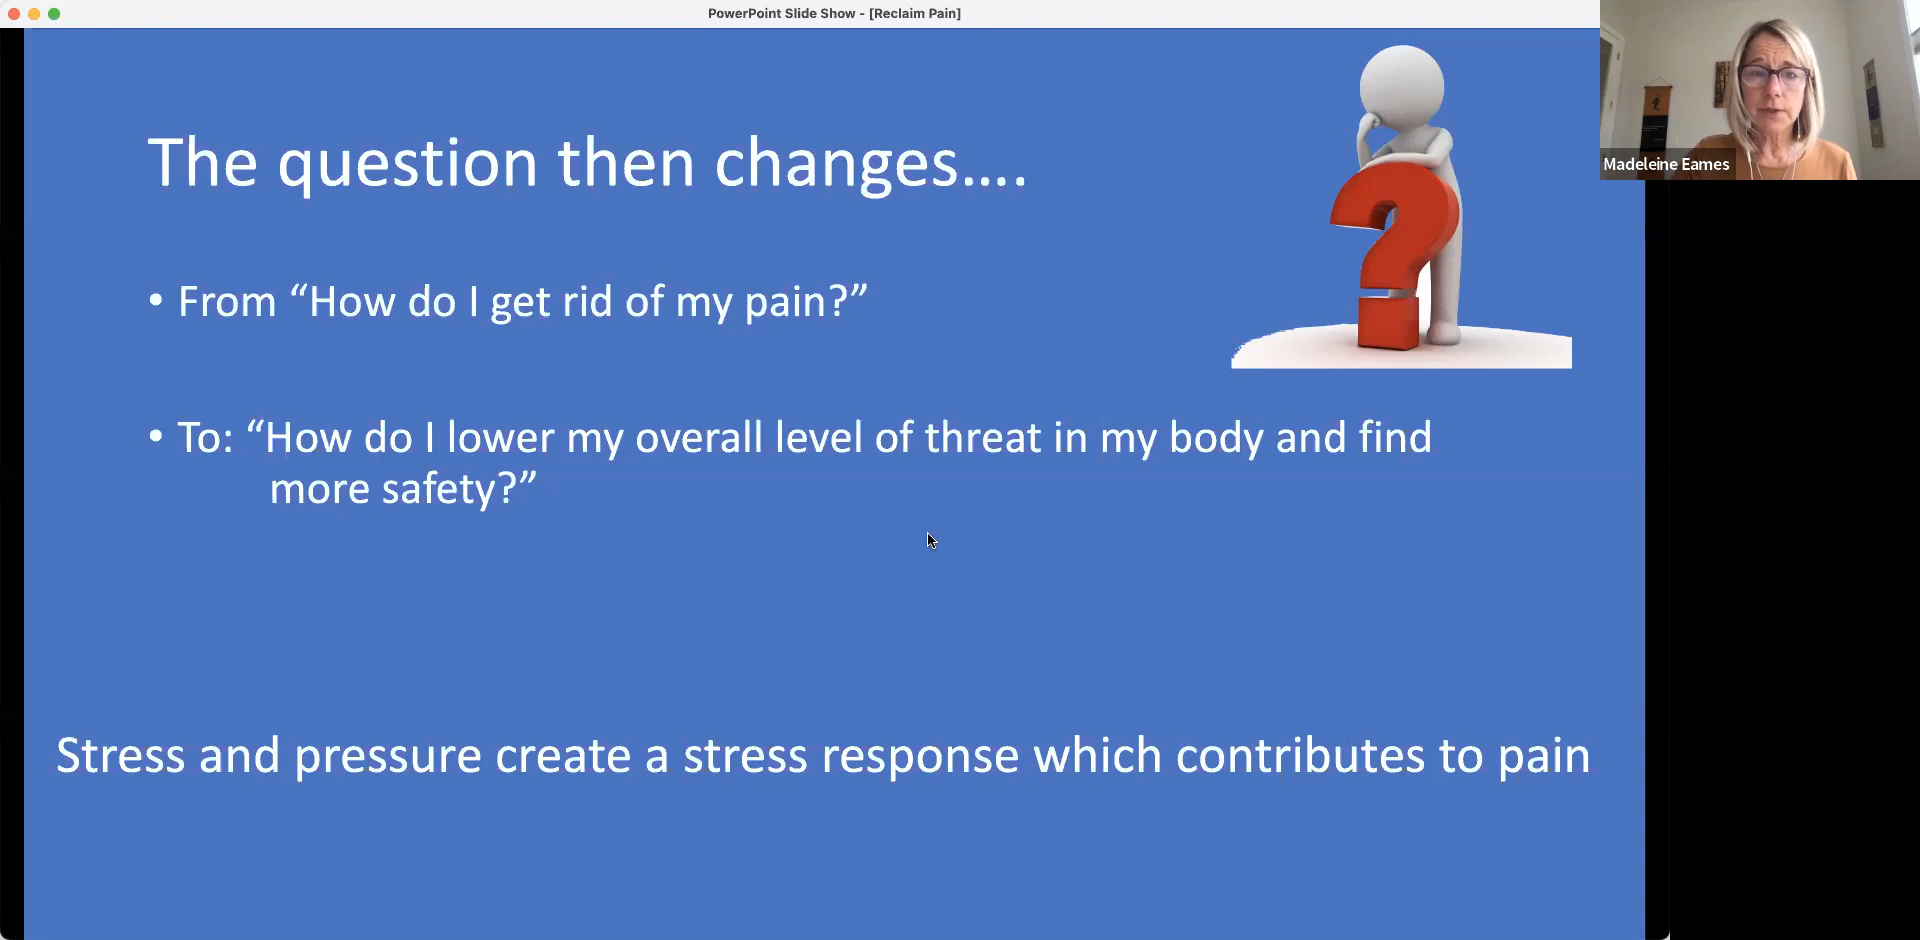 PowerPoint Slide Show - [Reclaim Pain]
Madeleine Eames
The question then changes....
• From “How do I get rid of my pain?”
• To: “How do I lower my overall level of threat in my body and find
more safety?”
Stress and pressure create a stress response which contributes to pain